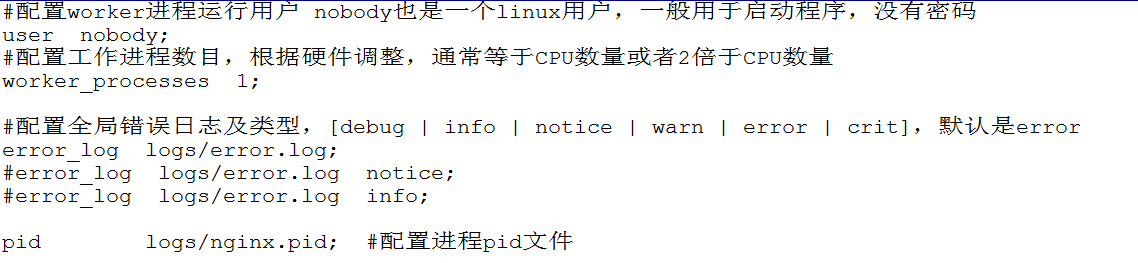 #配置worker进程运行用户 nobody也是一个linux用户，一般用于启动程序，没有密码
user  nobody;
#配置工作进程数目，根据硬件调整，通常等于CPU数量或者2倍于CPU数量
worker_processes  1;
#配置全局错误日志及类型，[debug | info | notice | warn | error | crit]，默认是error
error_log  logs/error.log;
#error_log  logs/error.log  notice;
#error_log  logs/error.log  info;
pid        logs/nginx.pid;  #配置进程pid文件